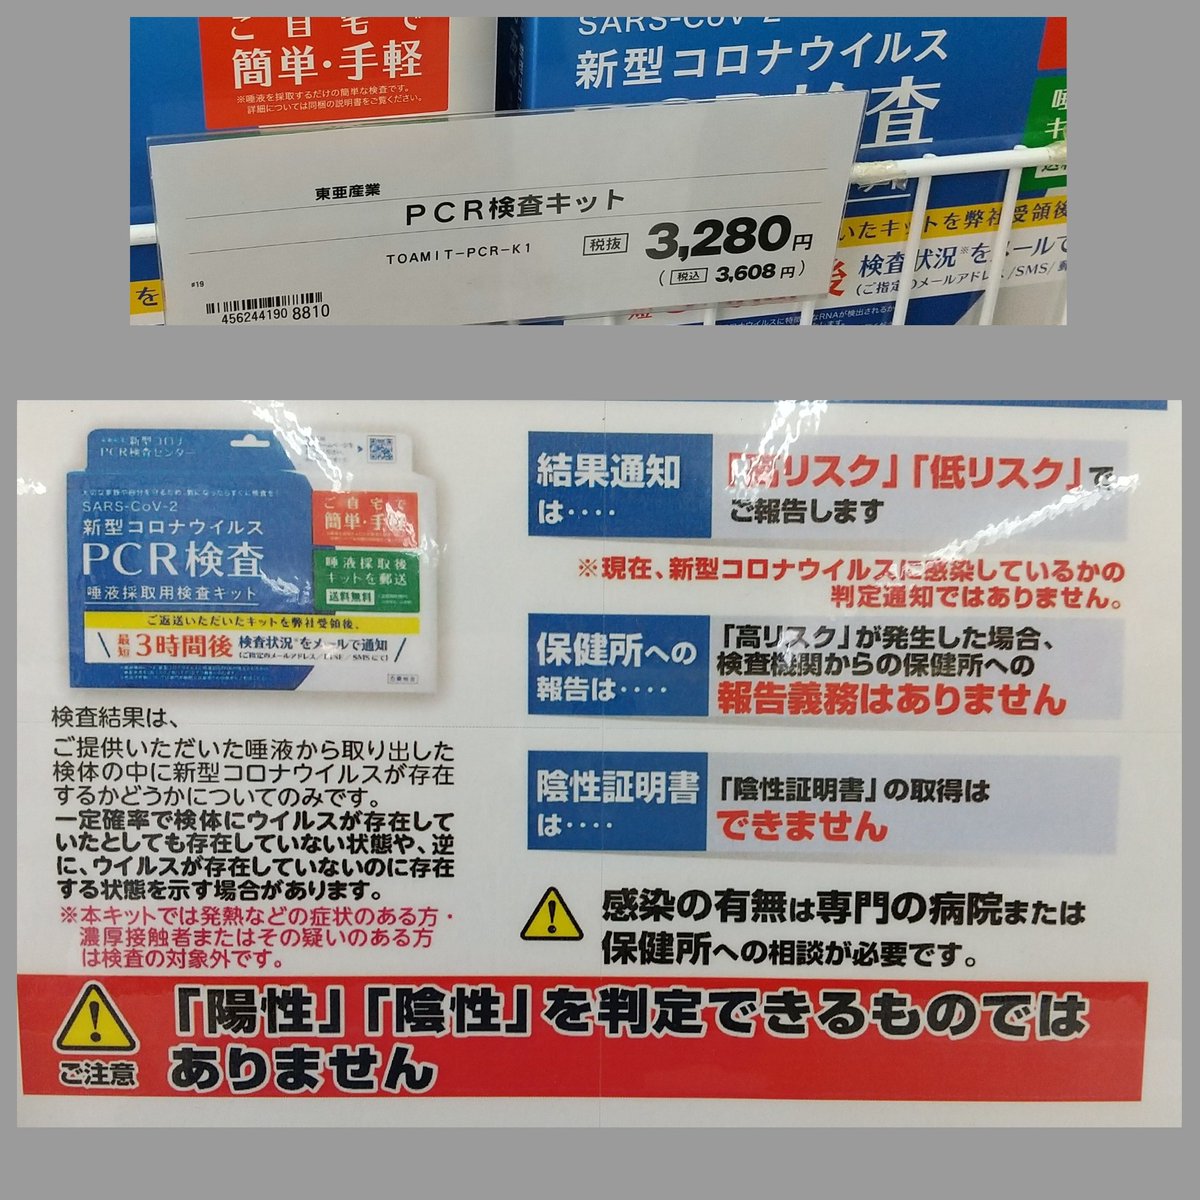 ご自宅で
簡単・手軽
※唾液を採取するだけの簡単な検査です。
詳細については同梱の説明書をご覧ください。
SARS-CoV-2
新型コロナウイルス
検査
いたキットを弊社受領後
検査状況※をメールで
(ご指定のメールアドレス/SMS/
を
東亜産業
PCR検査キット
TOAMIT-PCR-K1
税抜 3,280円
(税込 3,608円)
#19
456244190 8810
新型コロナ
PCR検査センター
SARS-CoV-2
新型コロナウイルス
PCR検査
唾液採取用検査キット
ご自宅で
簡単・手軽
唾液採取後
キットを郵送
送料無料
ご返送いただいたキットを弊社受領後、
最短3時間後 検査状況※をメールで通知
(ご指定のメールアドレス/LINE/SMSにて)
検査結果は、
ご提供いただいた唾液から取り出した
検体の中に新型コロナウイルスが存在
するかどうかについてのみです。
一定確率で検体にウイルスが存在して
いたとしても存在していない状態や、逆
に、ウイルスが存在していないのに存在
する状態を示す場合があります。
※本キットでは発熱などの症状のある方・
濃厚接触者またはその疑いのある方
は検査の対象外です。
結果通知
は‥‥
「高リスク」「低リスク」で
ご報告します
※現在、新型コロナウイルスに感染しているかの
判定通知ではありません。
保健所への
報告は‥‥
「高リスク」が発生した場合、
検査機関からの保健所への
報告義務はありません
陰性証明書
は‥‥
「陰性証明書」の取得は
できません
感染の有無は専門の病院または
保健所への相談が必要です。
ご注意
「陽性」「陰性」を判定できるものでは
ありません